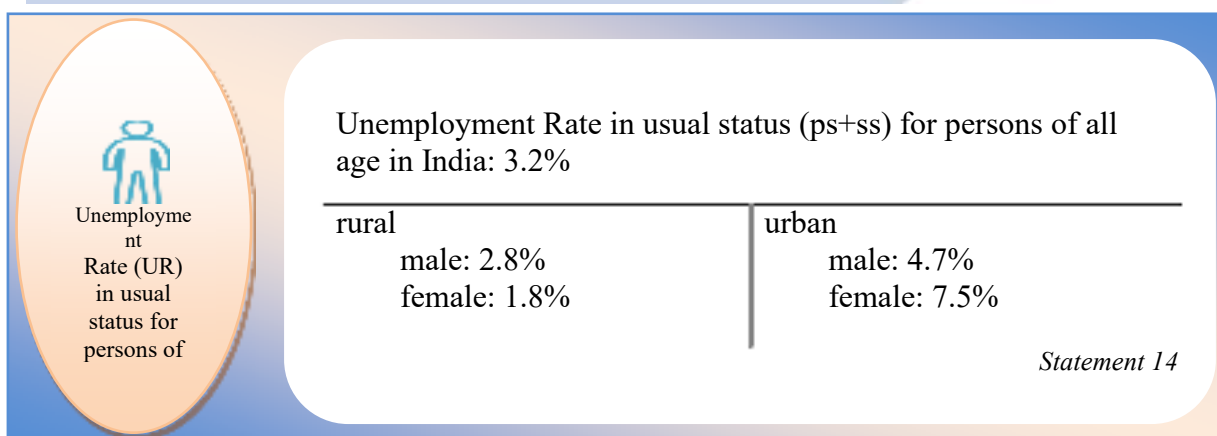 Unemployme
nt
Rate (UR)
in usual
status for
persons of
Unemployment Rate in usual status (ps+ss) for persons of all
age in India: 3.2%
rural
male: 2.8%
female: 1.8%
urban
male: 4.7%
female: 7.5%
Statement 14